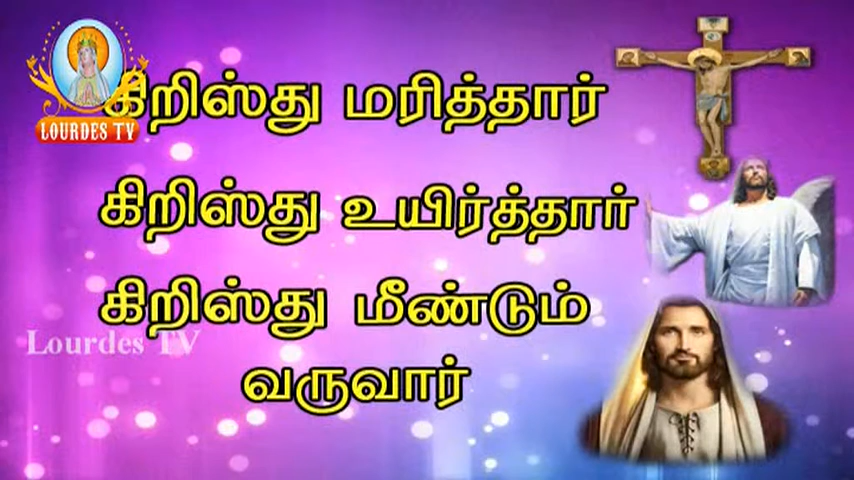 LOURDES TV
கிறிஸ்து மரித்தார்
கிறிஸ்து உயிர்த்தார்
கிறிஸ்து மீண்டும்
Lourdes TV
வருவார்